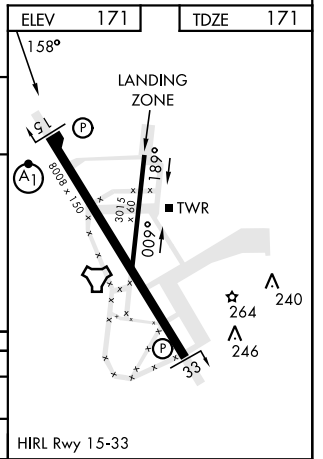 ELEV 171 TDZE 171
158°
LANDING
ZONE
15
P
A1
8008 x 150
3015
x 60
189°
TWR
009°
264
240
246
P
33
HIRL Rwy 15-33